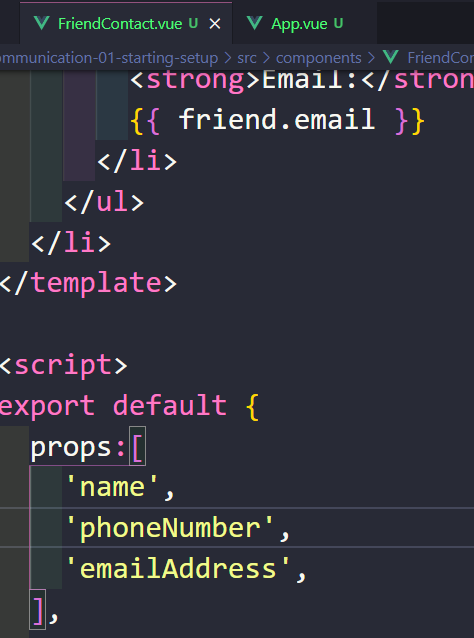 FriendContact.vue U × App.vue U
ommunication-01-starting-setup > src > components > FriendCon
<strong>Email:</stron
{{ friend.email }}
</li>
</ul>
</li>
</template>
<script>
export default {
props:[
'name',
'phoneNumber',
'emailAddress',
],